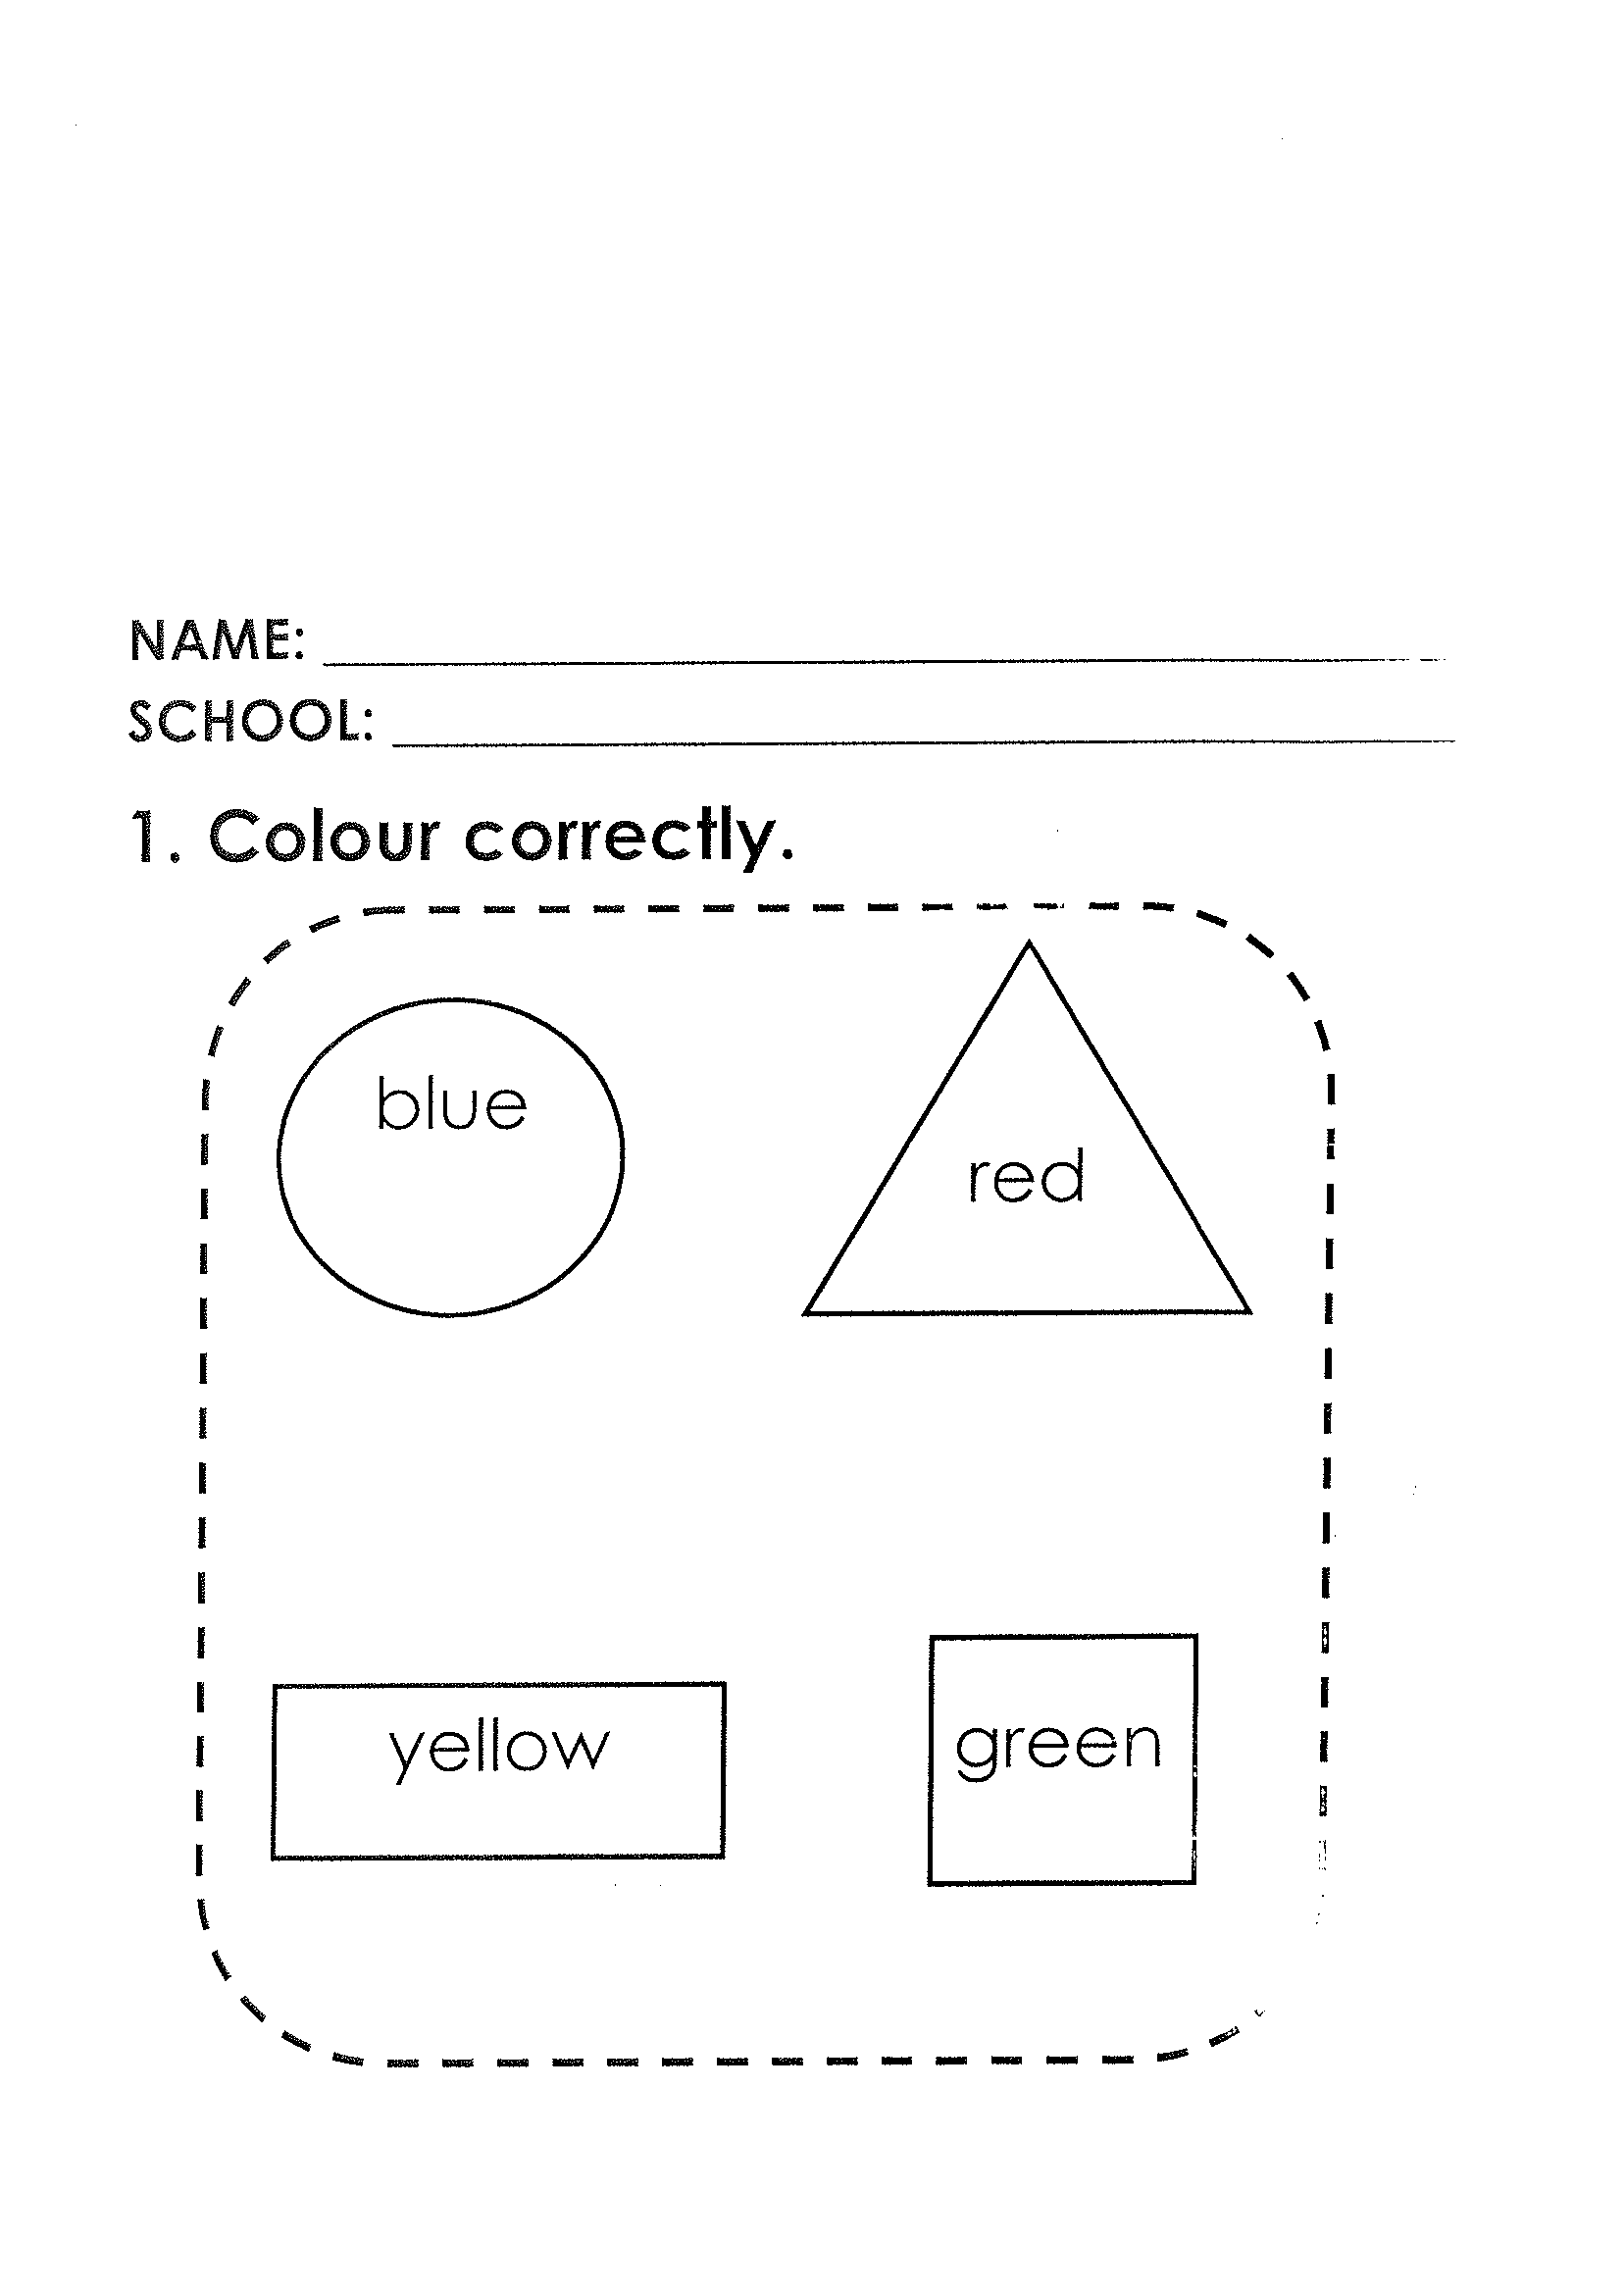 NAME:
SCHOOL:
1. Colour correctly.
blue
red
yellow
green